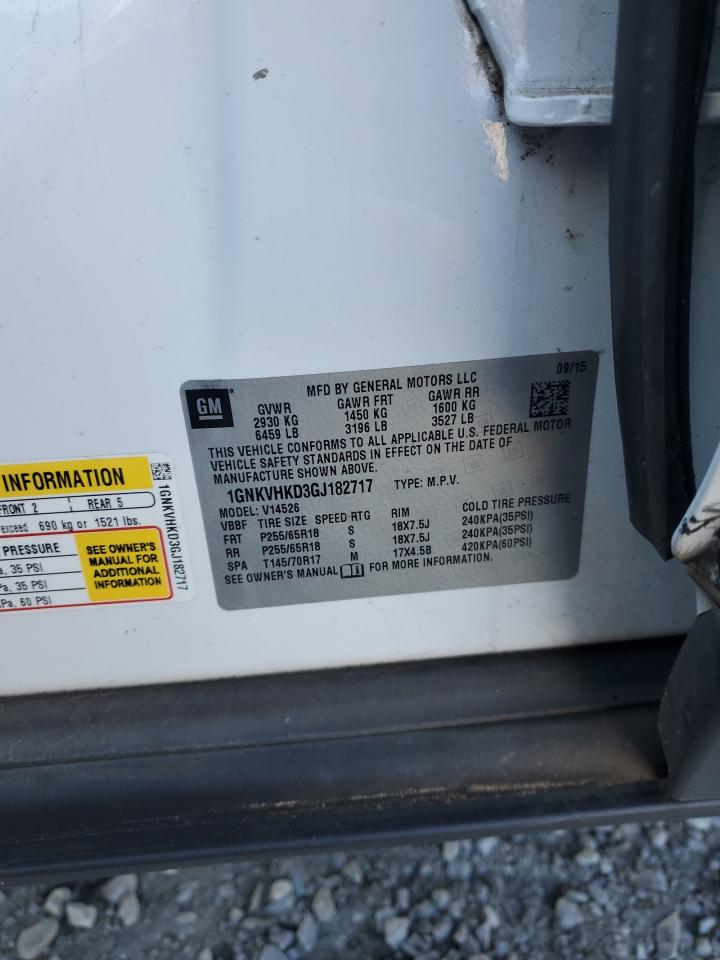 09/15
GM
MFD BY GENERAL MOTORS LLC
GVWR GAWR FRT GAWR RR
2930 KG 1450 KG 1600 KG
6459 LB 3196 LB 3527 LB
THIS VEHICLE CONFORMS TO ALL APPLICABLE U.S. FEDERAL MOTOR
VEHICLE SAFETY STANDARDS IN EFFECT ON THE DATE OF
MANUFACTURE SHOWN ABOVE.
1GNKVHKD3GJ182717 TYPE: M.P.V.
MODEL: V14526
VBBF TIRE SIZE SPEED RTG RIM COLD TIRE PRESSURE
FRT P255/65R18 S 18X7.5J 240KPA(35PSI)
RR P255/65R18 S 18X7.5J 240KPA(35PSI)
SPA T145/70R17 M 17X4.5B 420KPA(60PSI)
SEE OWNER'S MANUAL FOR MORE INFORMATION.
INFORMATION
FRONT 2 REAR 5
exceed 690 kg or 1521 lbs.
PRESSURE
35 PSI
35 PSI
60 PSI
SEE OWNER'S
MANUAL FOR
ADDITIONAL
INFORMATION
1GNKVHKD3GJ182717